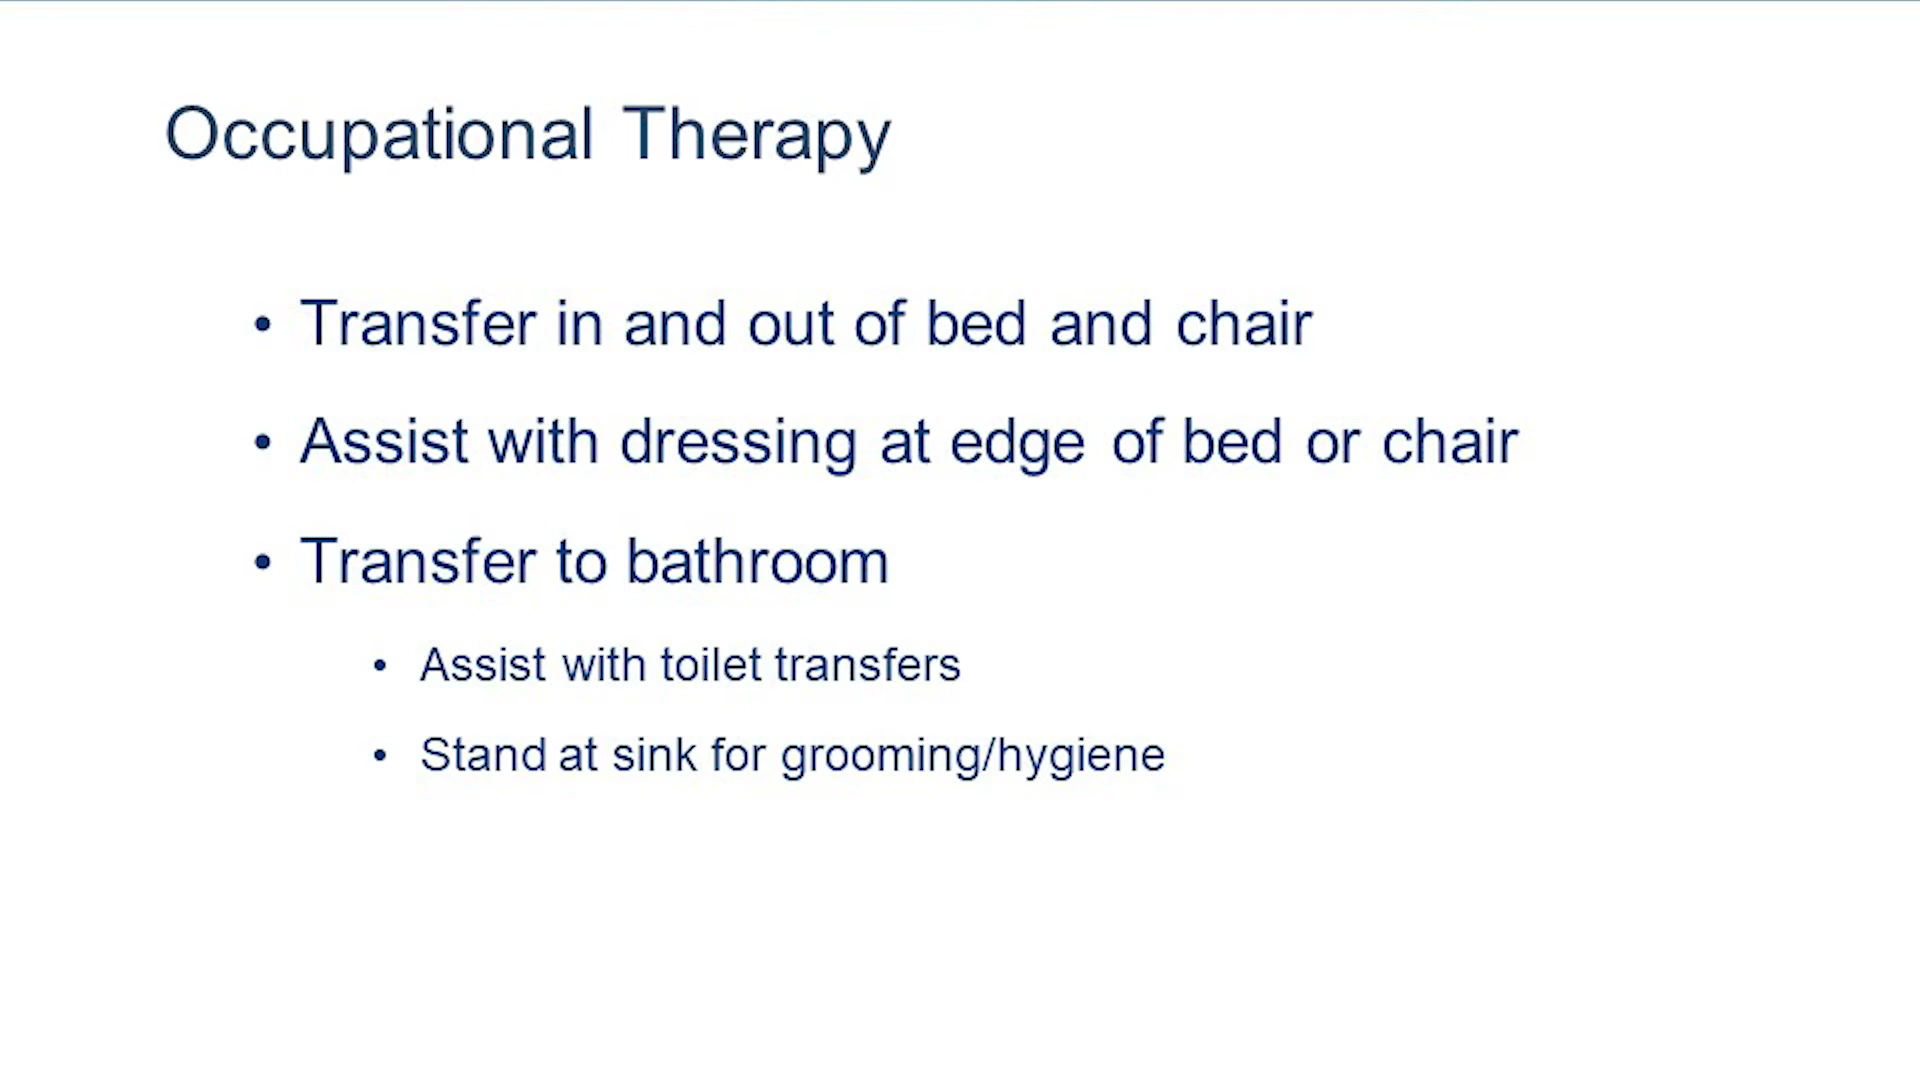 Occupational Therapy
• Transfer in and out of bed and chair
• Assist with dressing at edge of bed or chair
• Transfer to bathroom
• Assist with toilet transfers
• Stand at sink for grooming/hygiene